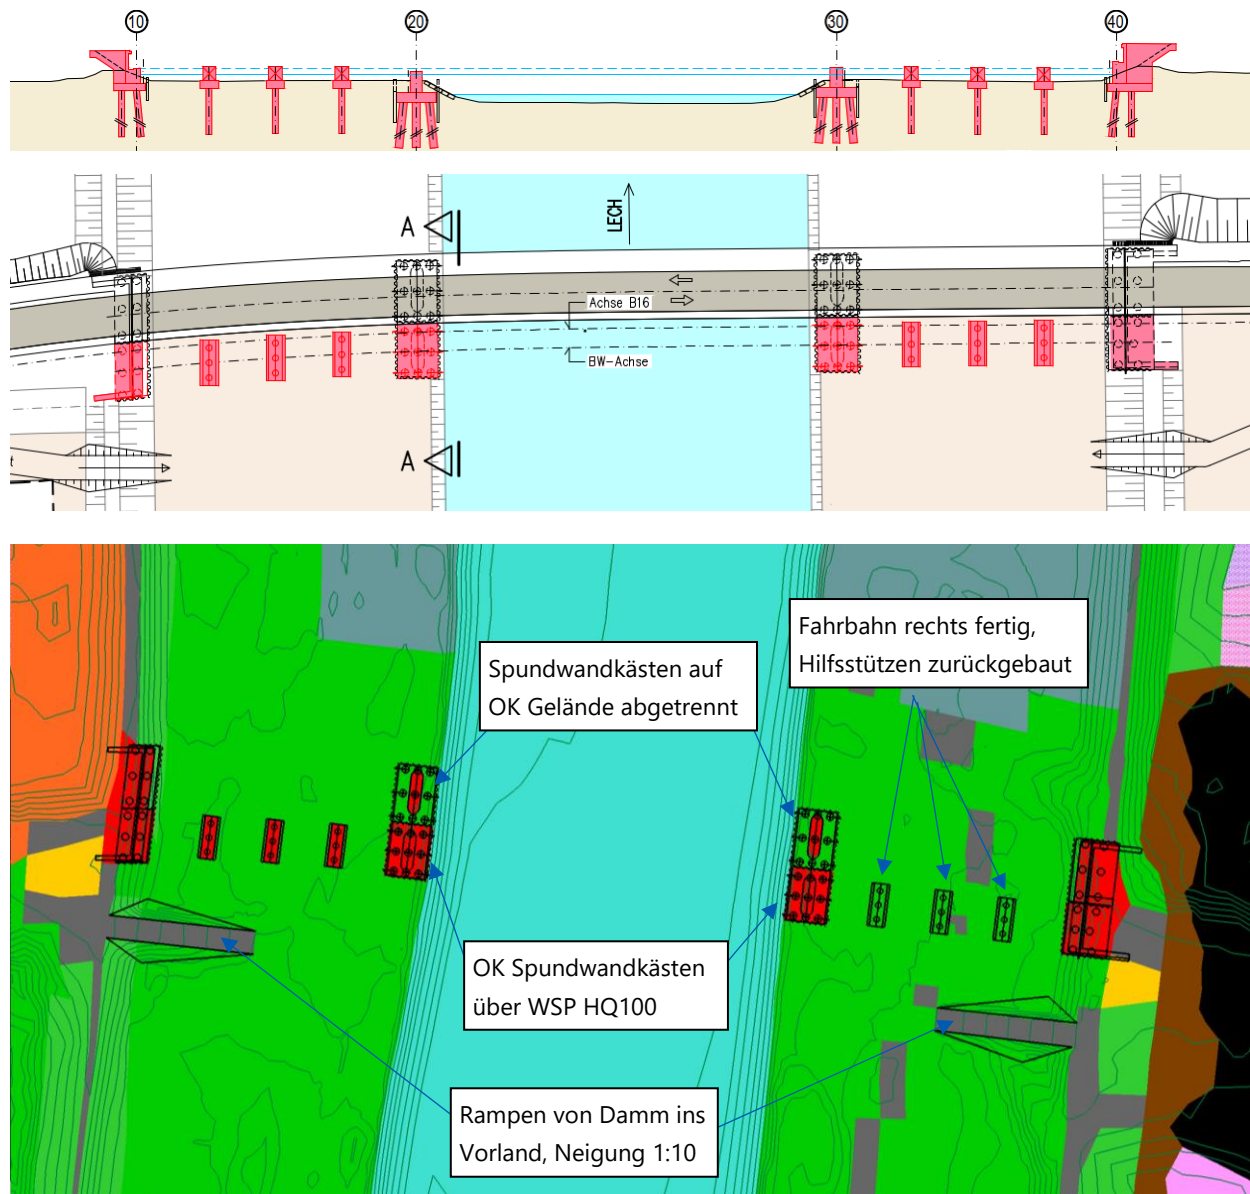 10 20 30 40
LECH
A
Achse B16
BW-Achse
A
Fahrbahn rechts fertig,
Hilfsstützen zurückgebaut
Spundwandkästen auf
OK Gelände abgetrennt
OK Spundwandkästen
über WSP HQ100
Rampen von Damm ins
Vorland, Neigung 1:10